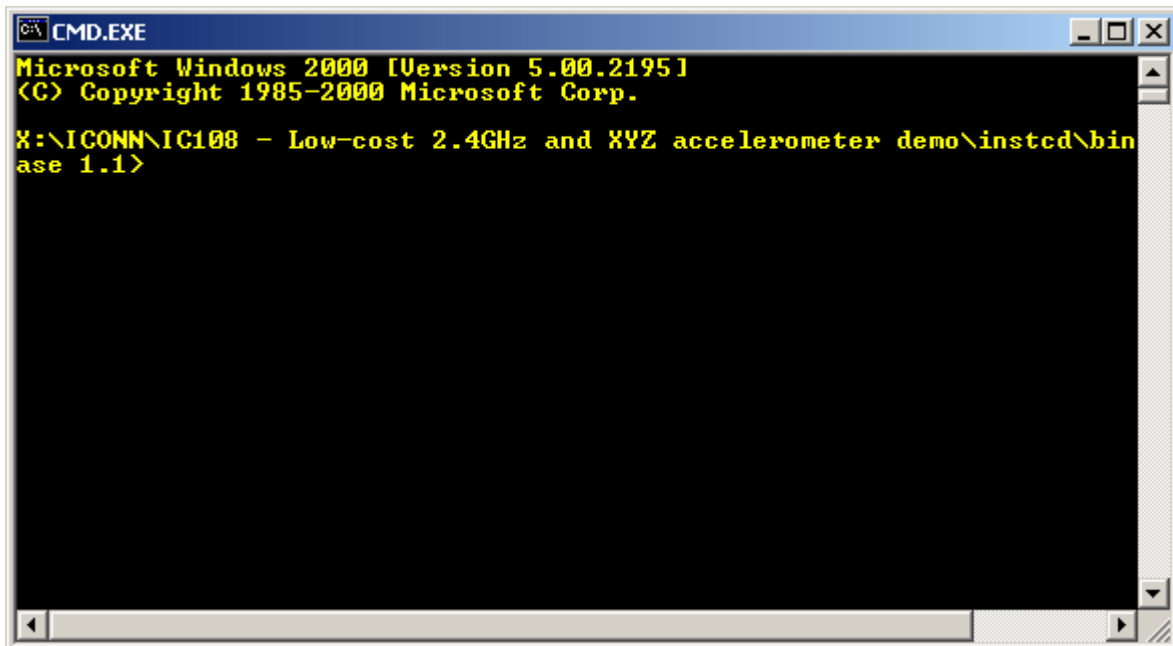 CMD.EXE
Microsoft Windows 2000 [Version 5.00.2195]
(C) Copyright 1985-2000 Microsoft Corp.
X:\ICONN\IC108 - Low-cost 2.4GHz and XYZ accelerometer demo\instcd\bin
ase 1.1>